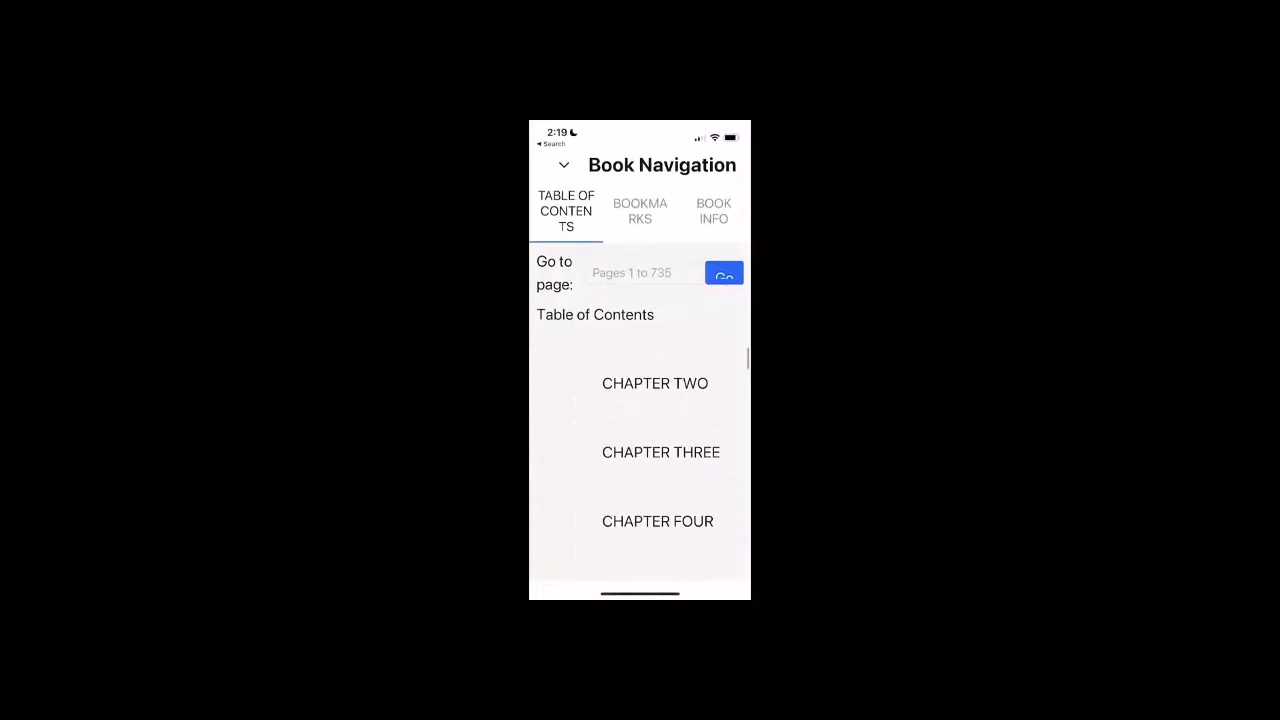 2:19
Search
Book Navigation
TABLE OF
CONTEN
TS
BOOKMA
RKS
BOOK
INFO
Go to
page:
Pages 1 to 735
Go
Table of Contents
CHAPTER TWO
CHAPTER THREE
CHAPTER FOUR